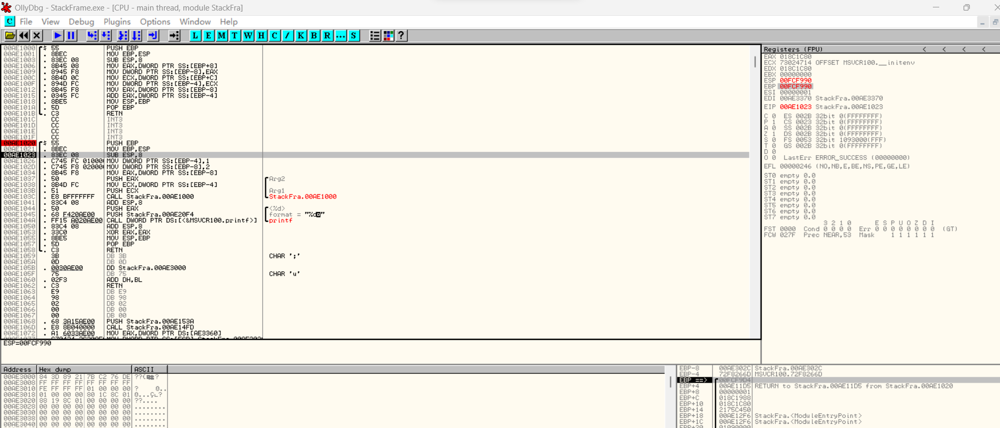 OllyDbg - StackFrame.exe - [CPU - main thread, module StackFra]
C File View Debug Plugins Options Window Help
L E M T W H C / K B R ... S ?
00AE1000 $ 55 PUSH EBP
00AE1001 . 8BEC MOV EBP,ESP
00AE1003 . 83EC 08 SUB ESP,8
00AE1006 . 8B45 08 MOV EAX,DWORD PTR SS:[EBP+8]
00AE1009 . 8945 F8 MOV DWORD PTR SS:[EBP-8],EAX
00AE100C . 8B4D 0C MOV ECX,DWORD PTR SS:[EBP+C]
00AE100F . 894D FC MOV DWORD PTR SS:[EBP-4],ECX
00AE1012 . 8B45 F8 MOV EAX,DWORD PTR SS:[EBP-8]
00AE1015 . 0345 FC ADD EAX,DWORD PTR SS:[EBP-4]
00AE1018 . 8BE5 MOV ESP,EBP
00AE101A . 5D POP EBP
00AE101B . C3 RETN
00AE101C CC INT3
00AE101D CC INT3
00AE101E CC INT3
00AE101F CC INT3
00AE1020 $ 55 PUSH EBP
00AE1021 . 8BEC MOV EBP,ESP
00AE1023 . 83EC 08 SUB ESP,8
00AE1026 . C745 FC 01000 MOV DWORD PTR SS:[EBP-4],1
00AE102D . C745 F8 02000 MOV DWORD PTR SS:[EBP-8],2
00AE1034 . 8B45 F8 MOV EAX,DWORD PTR SS:[EBP-8]
00AE1037 . 50 PUSH EAX Arg2
00AE1038 . 8B4D FC MOV ECX,DWORD PTR SS:[EBP-4]
00AE103B . 51 PUSH ECX Arg1
00AE103C . E8 BFFFFFFF CALL StackFra.00AE1000 StackFra.00AE1000
00AE1041 . 83C4 08 ADD ESP,8
00AE1044 . 50 PUSH EAX <%d>
00AE1045 . 68 F420AE00 PUSH StackFra.00AE20F4 format = "%d◙"
00AE104A . FF15 A020AE00 CALL DWORD PTR DS:[<&MSVCR100.printf>] printf
00AE1050 . 83C4 08 ADD ESP,8
00AE1053 . 33C0 XOR EAX,EAX
00AE1055 . 8BE5 MOV ESP,EBP
00AE1057 . 5D POP EBP
00AE1058 . C3 RETN
00AE1059 3B DB 3B CHAR ';'
00AE105A 0D DB 0D
00AE105B . 0030AE00 DD StackFra.00AE3000
00AE105F 75 DB 75 CHAR 'u'
00AE1060 . 02F3 ADD DH,BL
00AE1062 . C3 RETN
00AE1063 E9 DB E9
00AE1064 98 DB 98
00AE1065 02 DB 02
00AE1066 00 DB 00
00AE1067 00 DB 00
00AE1068 . 68 3A15AE00 PUSH StackFra.00AE153A
00AE106D . E8 8B040000 CALL StackFra.00AE14FD
00AE1072 . A1 6033AE00 MOV EAX,DWORD PTR DS:[AE3360]
ESP=00FCF990
Registers (FPU) < < < <
EAX 018C1C80
ECX 73024714 OFFSET MSVCR100.__initenv
EDX 018C1C80
EBX 00000000
ESP 00FCF990
EBP 00FCF990
ESI 00000001
EDI 00AE3370 StackFra.00AE3370
EIP 00AE1023 StackFra.00AE1023
C 0 ES 002B 32bit 0(FFFFFFFF)
P 1 CS 0023 32bit 0(FFFFFFFF)
A 0 SS 002B 32bit 0(FFFFFFFF)
Z 1 DS 002B 32bit 0(FFFFFFFF)
S 0 FS 0053 32bit 1093000(FFF)
T 0 GS 002B 32bit 0(FFFFFFFF)
D 0
O 0 LastErr ERROR_SUCCESS (00000000)
EFL 00000246 (NO,NB,E,BE,NS,PE,GE,LE)
ST0 empty 0.0
ST1 empty 0.0
ST2 empty 0.0
ST3 empty 0.0
ST4 empty 0.0
ST5 empty 0.0
ST6 empty 0.0
ST7 empty 0.0
3 2 1 0 E S P U O Z D I
FST 0000 Cond 0 0 0 0 Err 0 0 0 0 0 0 0 0 (GT)
FCW 027F Prec NEAR,53 Mask 1 1 1 1 1 1
Address Hex dump ASCII
00AE3000 84 3D 89 21 7B C2 76 DE
00AE3008 FF FF FF FF FF FF FF FF
00AE3010 FE FF FF FF 01 00 00 00
00AE3018 01 00 00 00 80 1C 8C 01
00AE3020 88 19 8C 01 00 00 00 00 ??....
00AE3028 00 00 00 00 00 00 00 00 ........
00AE3030 00 00 00 00 00 00 00 00 ........
00AE3038 00 00 00 00 00 00 00 00 ........
00AE3040 00 00 00 00 00 00 00 00 ........
EBP-8 00AE302C StackFra.00AE302C
EBP-4 72F8266D MSVCR100.72F8266D
EBP ==> 00FCF9D4
EBP+4 00AE11D5 RETURN to StackFra.00AE11D5 from StackFra.00AE1020
EBP+8 00000001
EBP+C 018C1988
EBP+10 018C1C80
EBP+14 2175C450
EBP+18 00AE12F6 StackFra.<ModuleEntryPoint>
EBP+1C 00AE12F6 StackFra.<ModuleEntryPoint>